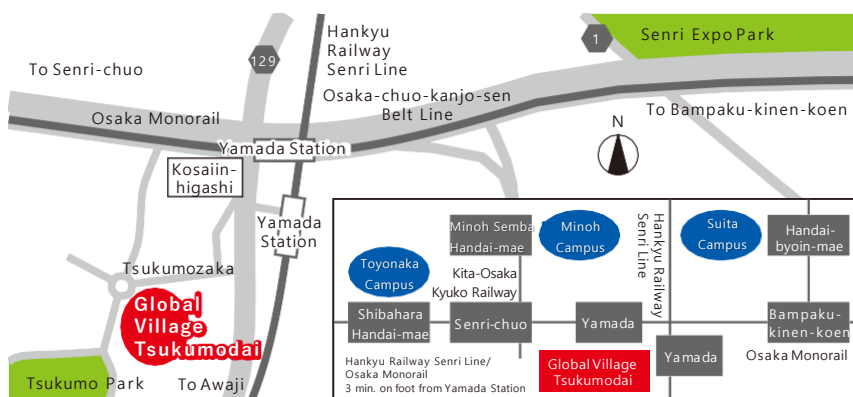 Hankyu
Railway
Senri Line
1
Senri Expo Park
129
To Senri-chuo
Osaka-chuo-kanjo-sen
Belt Line
To Bampaku-kinen-koen
Osaka Monorail
Yamada Station
N
Kosaiin-
higashi
Yamada
Station
Tsukumozaka
Global
Village
Tsukumodai
Tsukumo Park
To Awaji
Minoh Semba
Handai-mae
Minoh
Campus
Hankyu Railway
Senri Line
Suita
Campus
Handai-
byoin-mae
Toyonaka
Campus
Kita-Osaka
Kyuko Railway
Shibahara
Handai-mae
Senri-chuo
Yamada
Bampaku-
kinen-koen
Yamada
Osaka Monorail
Hankyu Railway Senri Line/
Osaka Monorail
3 min. on foot from Yamada Station
Global Village
Tsukumodai